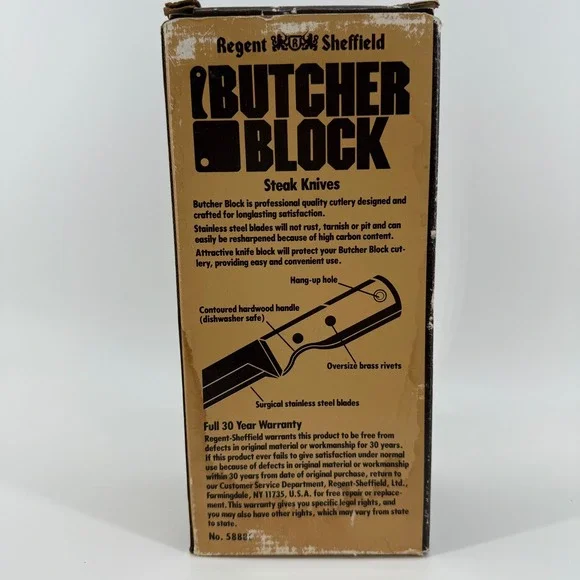 Regent Sheffield
BUTCHER
BLOCK
Steak Knives
Butcher Block is professional quality cutlery designed and
crafted for longlasting satisfaction.
Stainless steel blades will not rust, tarnish or pit and can
easily be resharpened because of high carbon content.
Attractive knife block will protect your Butcher Block cut-
lery, providing easy and convenient use.
Hang-up hole
Contoured hardwood handle
(dishwasher safe)
Oversize brass rivets
Surgical stainless steel blades
Full 30 Year Warranty
Regent-Sheffield warrants this product to be free from
defects in original material or workmanship for 30 years.
If this product ever fails to give satisfaction under normal
use because of defects in original material or workmanship
within 30 years from date of original purchase, return to
our Customer Service Department, Regent-Sheffield, Ltd.,
Farmingdale, NY 11735, U.S.A. for free repair or replace-
ment. This warranty gives you specific legal rights, and
you may also have other rights, which may vary from state
to state.
No.